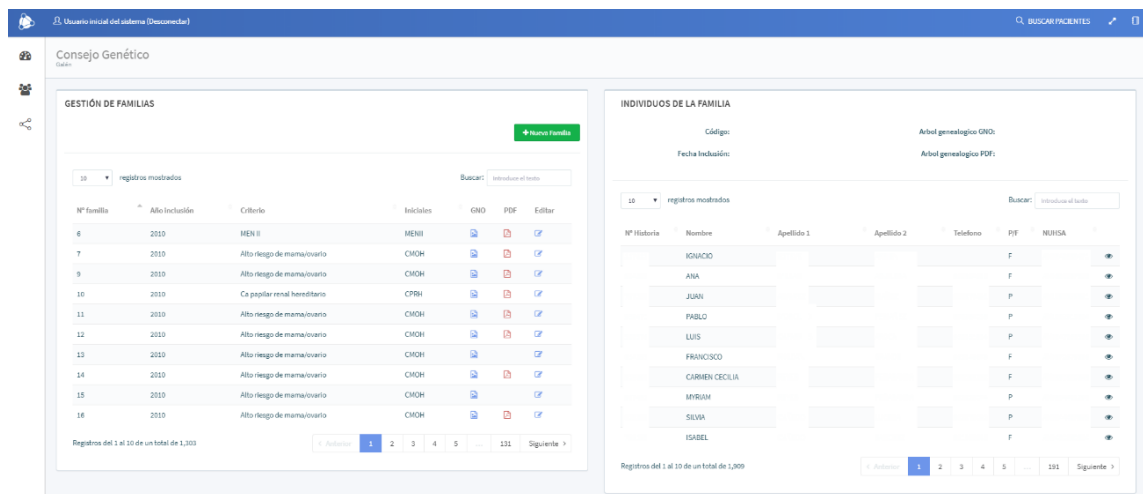 Usuario inicial del sistema (Desconectar) BUSCAR PACIENTES
Consejo Genético
GESTIÓN DE FAMILIAS
+ Nueva Familia
10 registros mostrados Buscar: Introduce el texto
Nº familia Año Inclusión Criterio Iniciales GNO PDF Editar
6 2010 MEN II MENII
7 2010 Alto riesgo de mama/ovario CMOH
9 2010 Alto riesgo de mama/ovario CMOH
10 2010 Ca papilar renal hereditario CPRH
11 2010 Alto riesgo de mama/ovario CMOH
12 2010 Alto riesgo de mama/ovario CMOH
13 2010 Alto riesgo de mama/ovario CMOH
14 2010 Alto riesgo de mama/ovario CMOH
15 2010 Alto riesgo de mama/ovario CMOH
16 2010 Alto riesgo de mama/ovario CMOH
Registros del 1 al 10 de un total de 1,303 < Anterior 1 2 3 4 5 ... 131 Siguiente >
INDIVIDUOS DE LA FAMILIA
Código: Arbol genealogico GNO:
Fecha Inclusión: Arbol genealogico PDF:
10 registros mostrados Buscar: Introduce el texto
Nº Historia Nombre Apellido 1 Apellido 2 Telefono P/F NUHSA
IGNACIO F
ANA F
JUAN P
PABLO P
LUIS P
FRANCISCO F
CARMEN CECILIA F
MYRIAM P
SILVIA P
ISABEL F
Registros del 1 al 10 de un total de 1,909 < Anterior 1 2 3 4 5 ... 191 Siguiente >